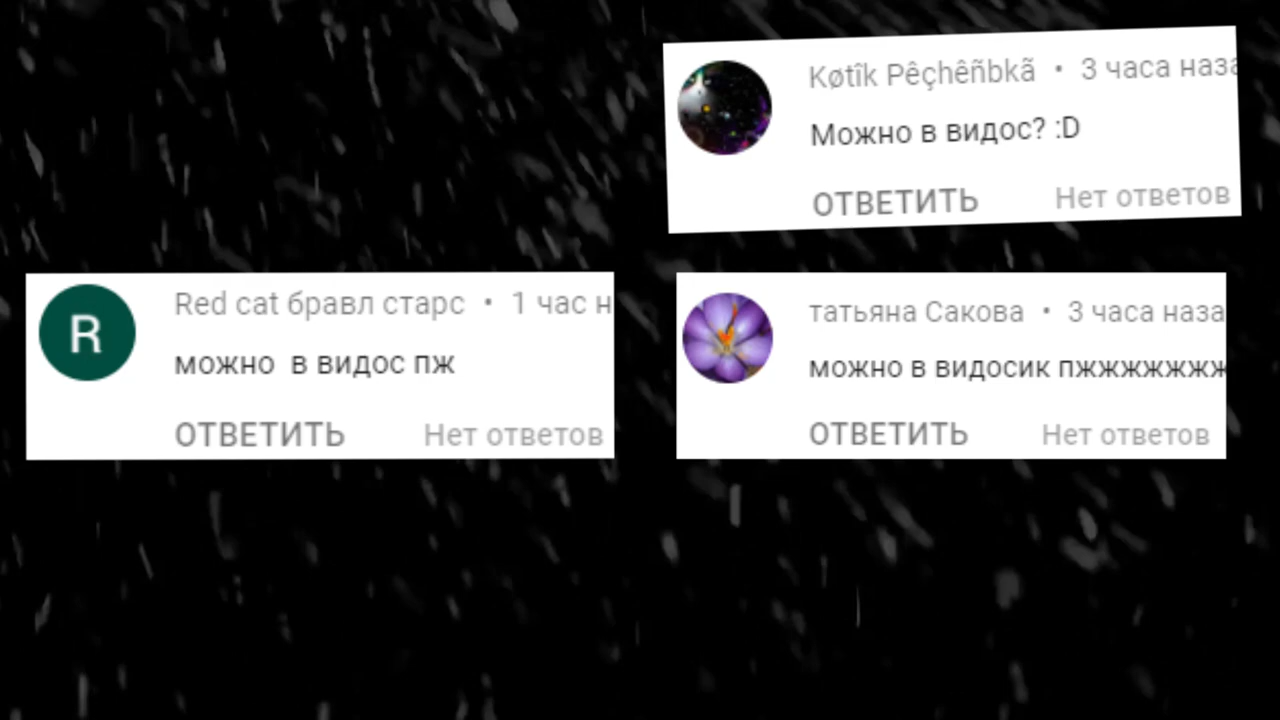 Køtîk Pêçhêñbkã • 3 часа наза
Можно в видос? :D
ОТВЕТИТЬ Нет ответов
R
Red cat бравл старс • 1 час н
можно в видос пж
ОТВЕТИТЬ Нет ответов
татьяна Сакова • 3 часа наза
можно в видосик пжжжжжжж
ОТВЕТИТЬ Нет ответов